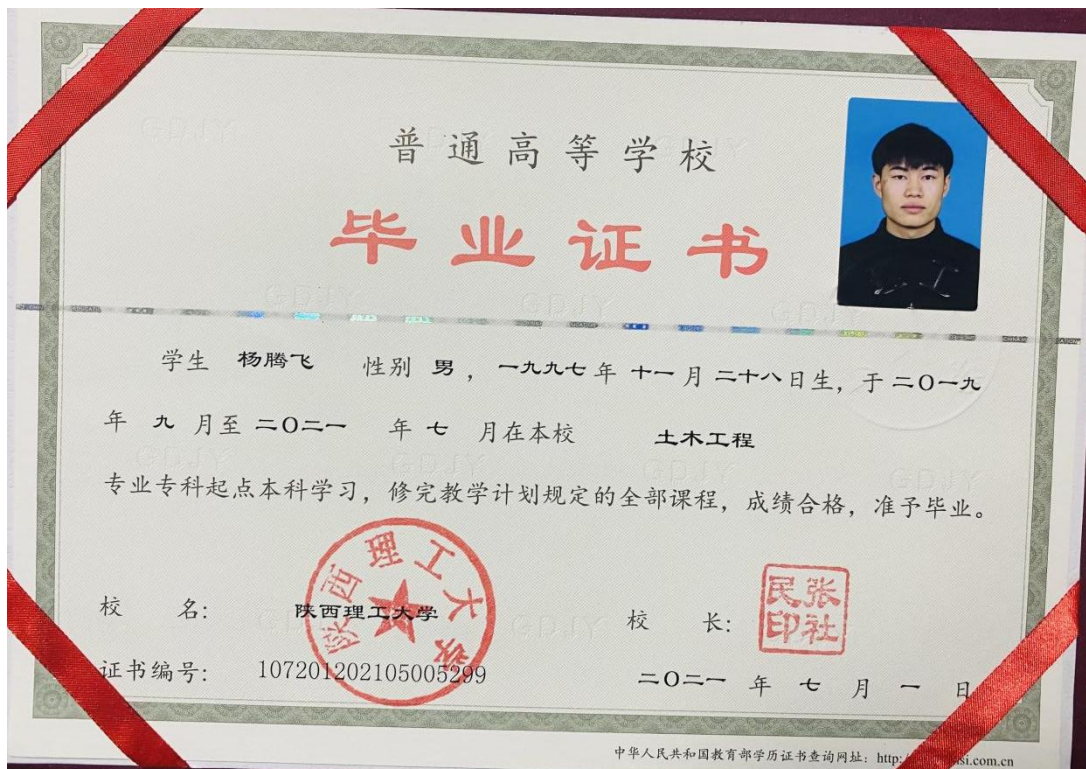 普通高等学校
毕业证书
学生 杨腾飞 性别 男 ，一九九七年 十一月 二十八日生，于二〇一九
年 九 月至 二〇二一 年 七 月在本校 土木工程
专业专科起点本科学习，修完教学计划规定的全部课程，成绩合格，准予毕业。
陕西理工大学
校 名: 陕西理工大学
校 长: 张社民印
证书编号: 107201202105005299
二〇二一 年 七 月 一 日
中华人民共和国教育部学历证书查询网址: http:/ si.com.cn